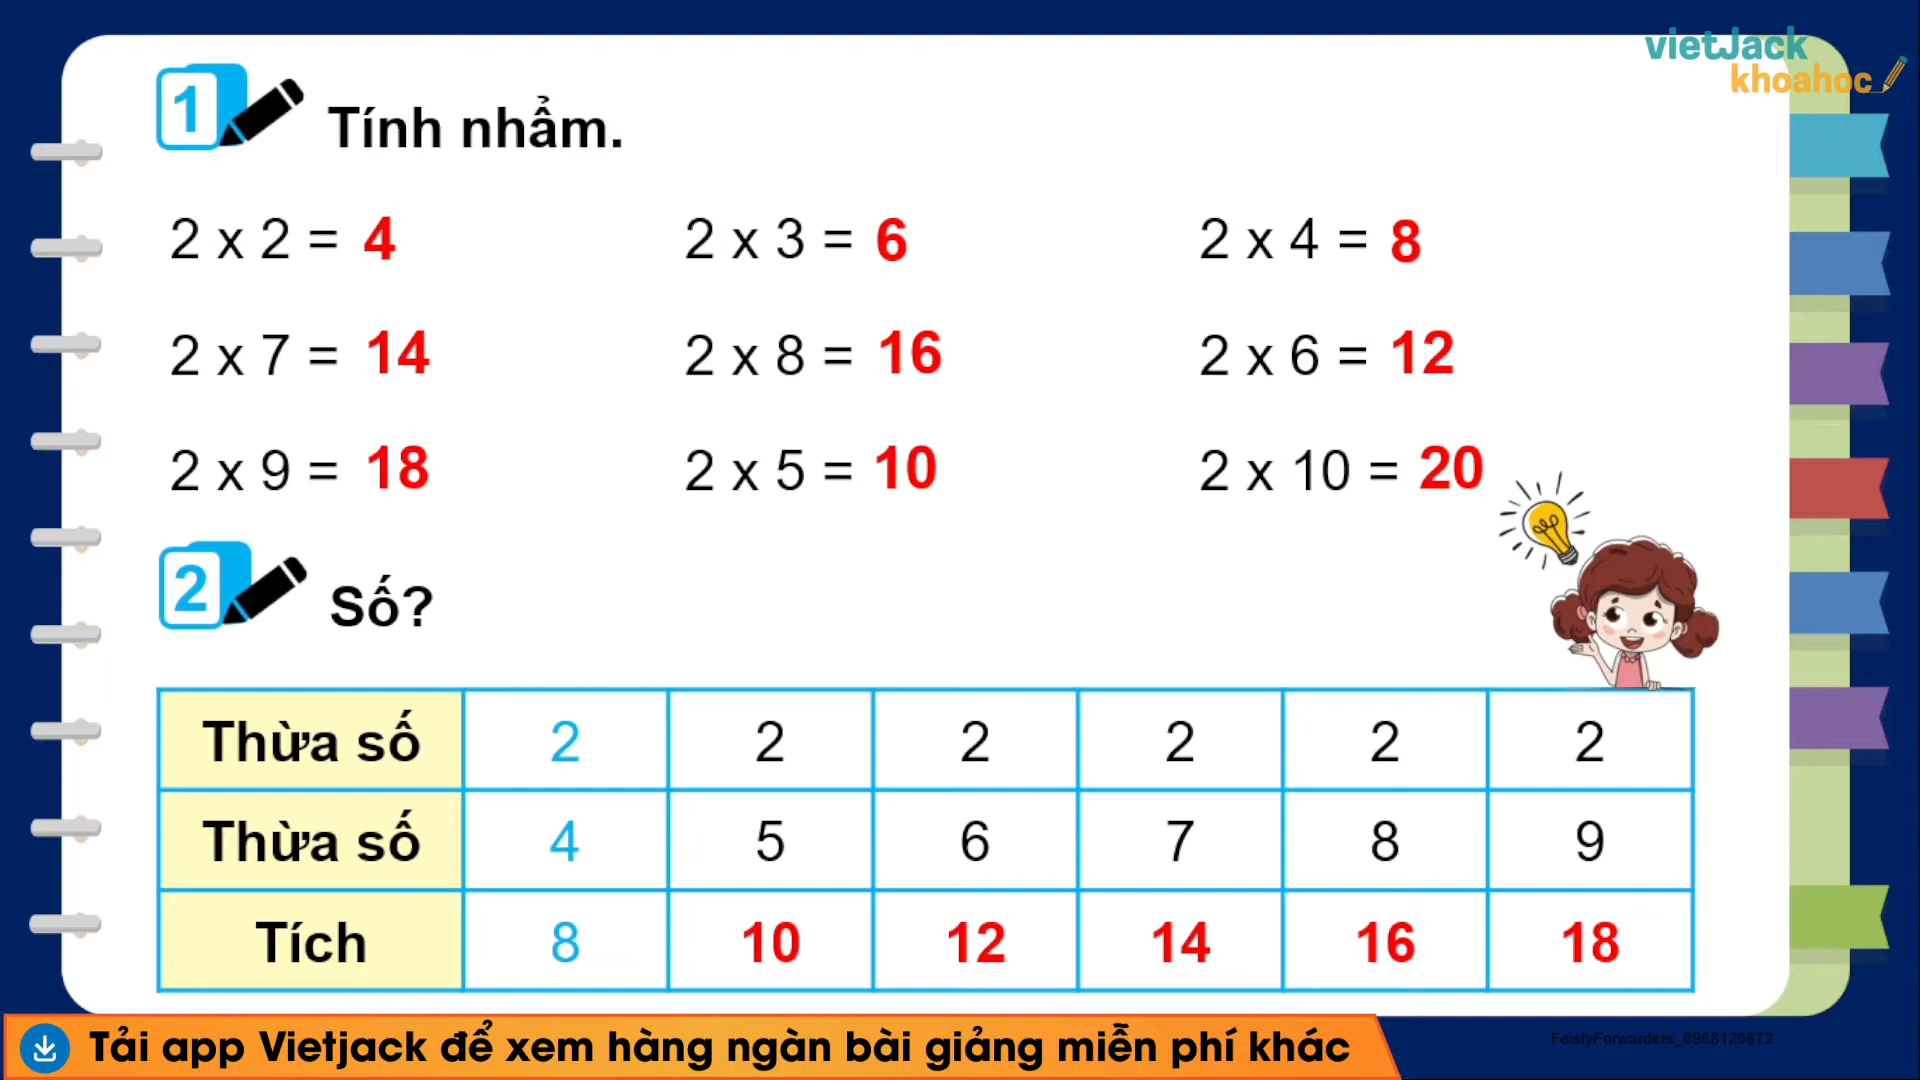 vietJack
khoahoc
1 Tính nhẩm.
2 x 2 = 4 2 x 3 = 6 2 x 4 = 8
2 x 7 = 14 2 x 8 = 16 2 x 6 = 12
2 x 9 = 18 2 x 5 = 10 2 x 10 = 20
2 Số?
Thừa số 2 2 2 2 2 2
Thừa số 4 5 6 7 8 9
Tích 8 10 12 14 16 18
Tải app Vietjack để xem hàng ngàn bài giảng miễn phí khác
FeistyForwarders_0968120672